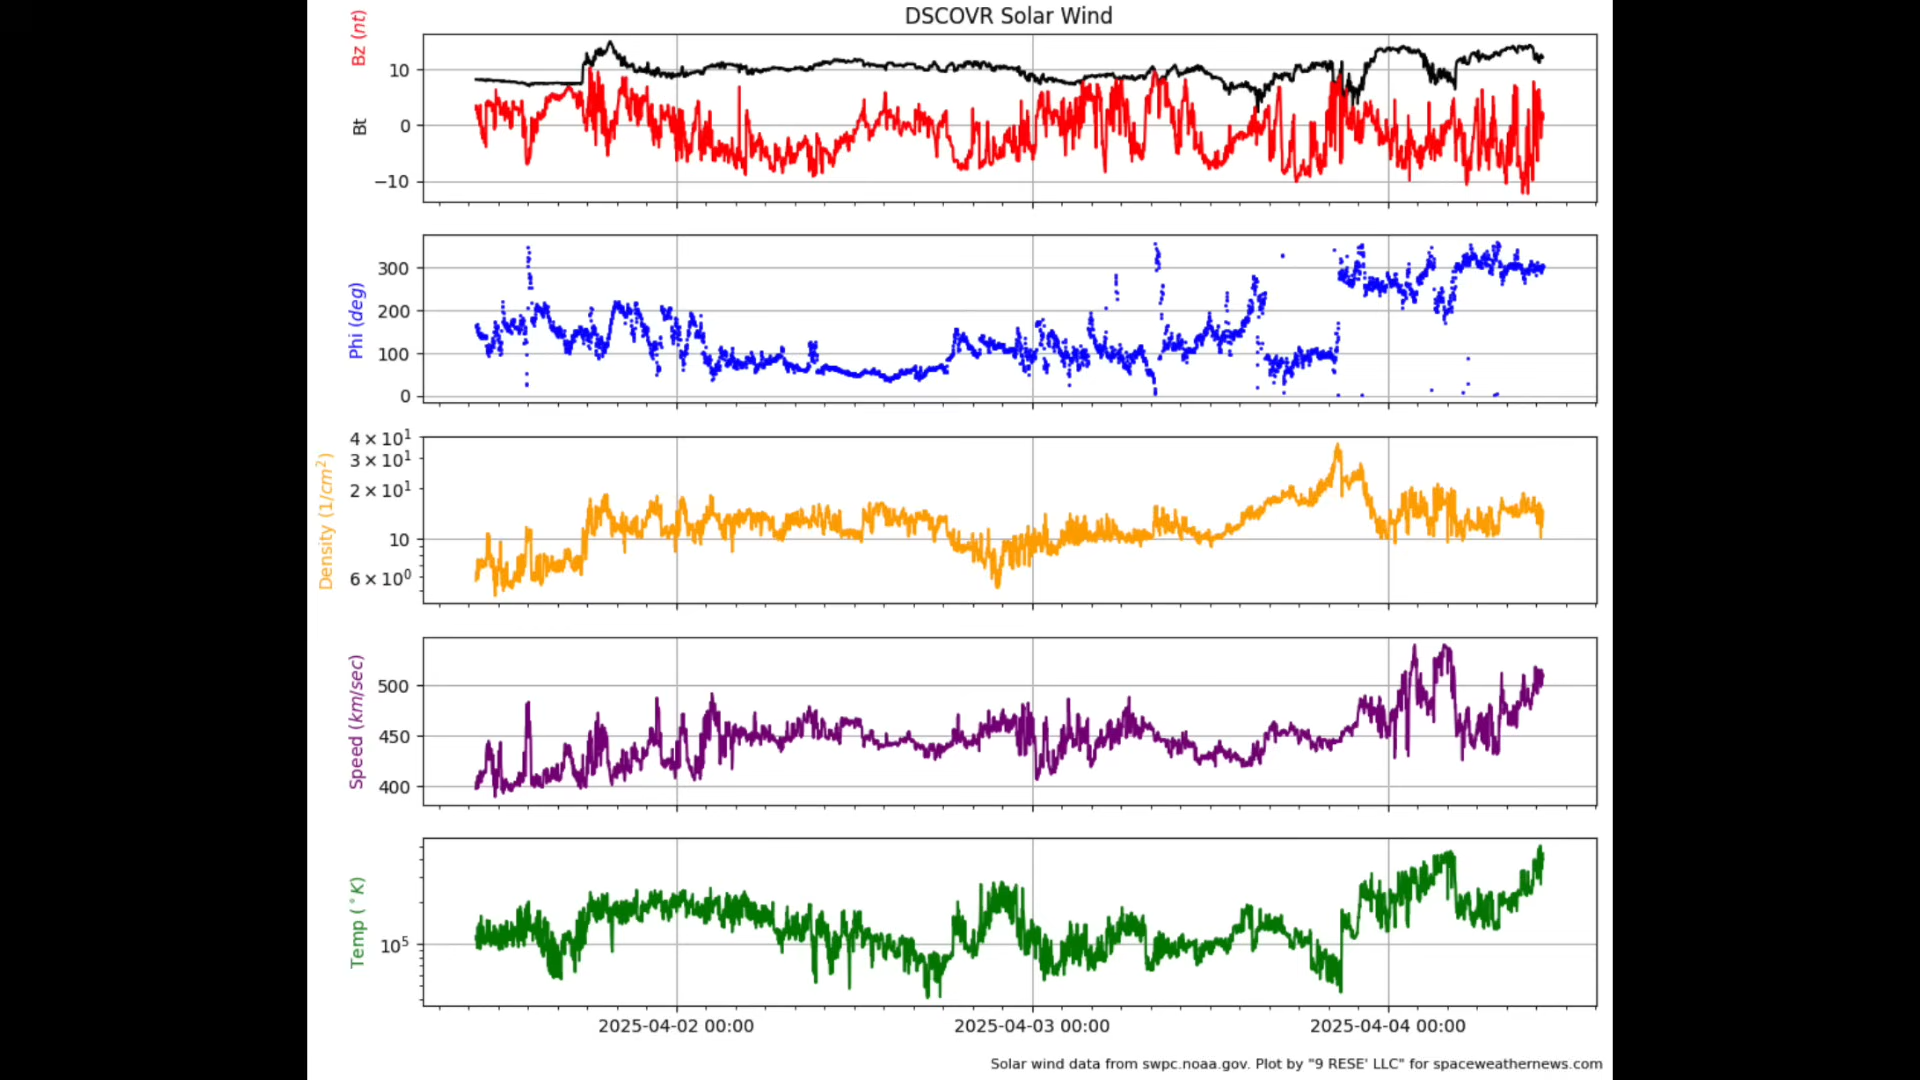 DSCOVR Solar Wind
Bz (nt)
Bt
10
0
−10
Phi (deg)
300
200
100
0
Density (1/cm²)
4 × 10¹
3 × 10¹
2 × 10¹
10
6 × 10⁰
Speed (km/sec)
500
450
400
Temp (°K)
10⁵
2025-04-02 00:00
2025-04-03 00:00
2025-04-04 00:00
Solar wind data from swpc.noaa.gov. Plot by "9 RESE' LLC" for spaceweathernews.com